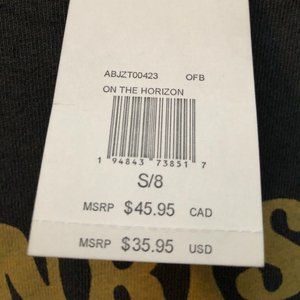 ABJZT00423 OFB
ON THE HORIZON
1 94843 73851 7
S/8
MSRP $45.95 CAD
MSRP $35.95 USD